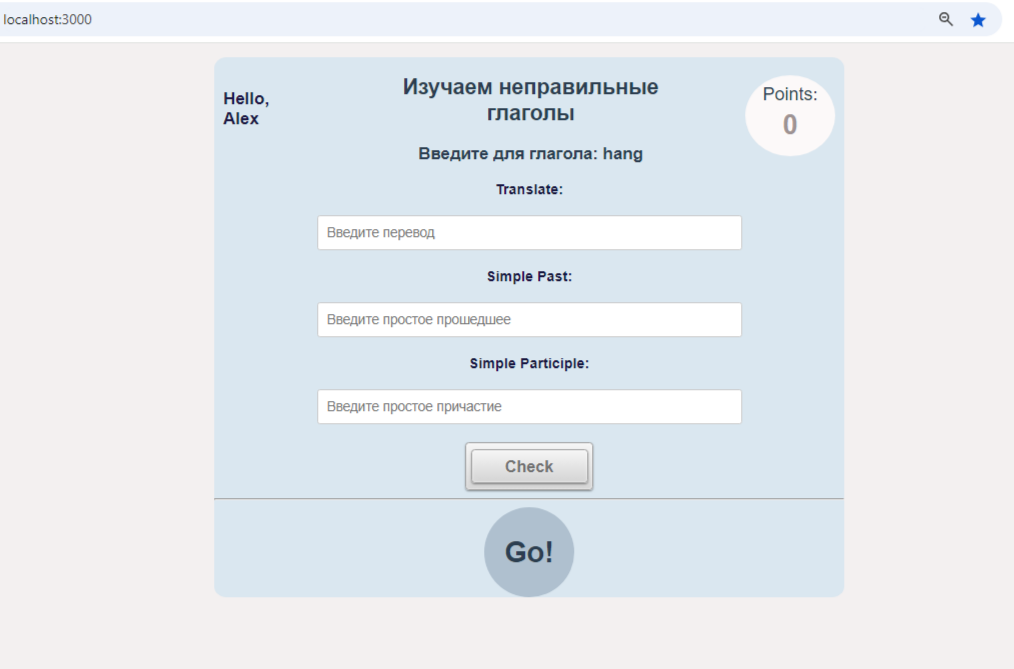 localhost:3000
Hello,
Alex
Изучаем неправильные
глаголы
Points:
0
Введите для глагола: hang
Translate:
Введите перевод
Simple Past:
Введите простое прошедшее
Simple Participle:
Введите простое причастие
Check
Go!